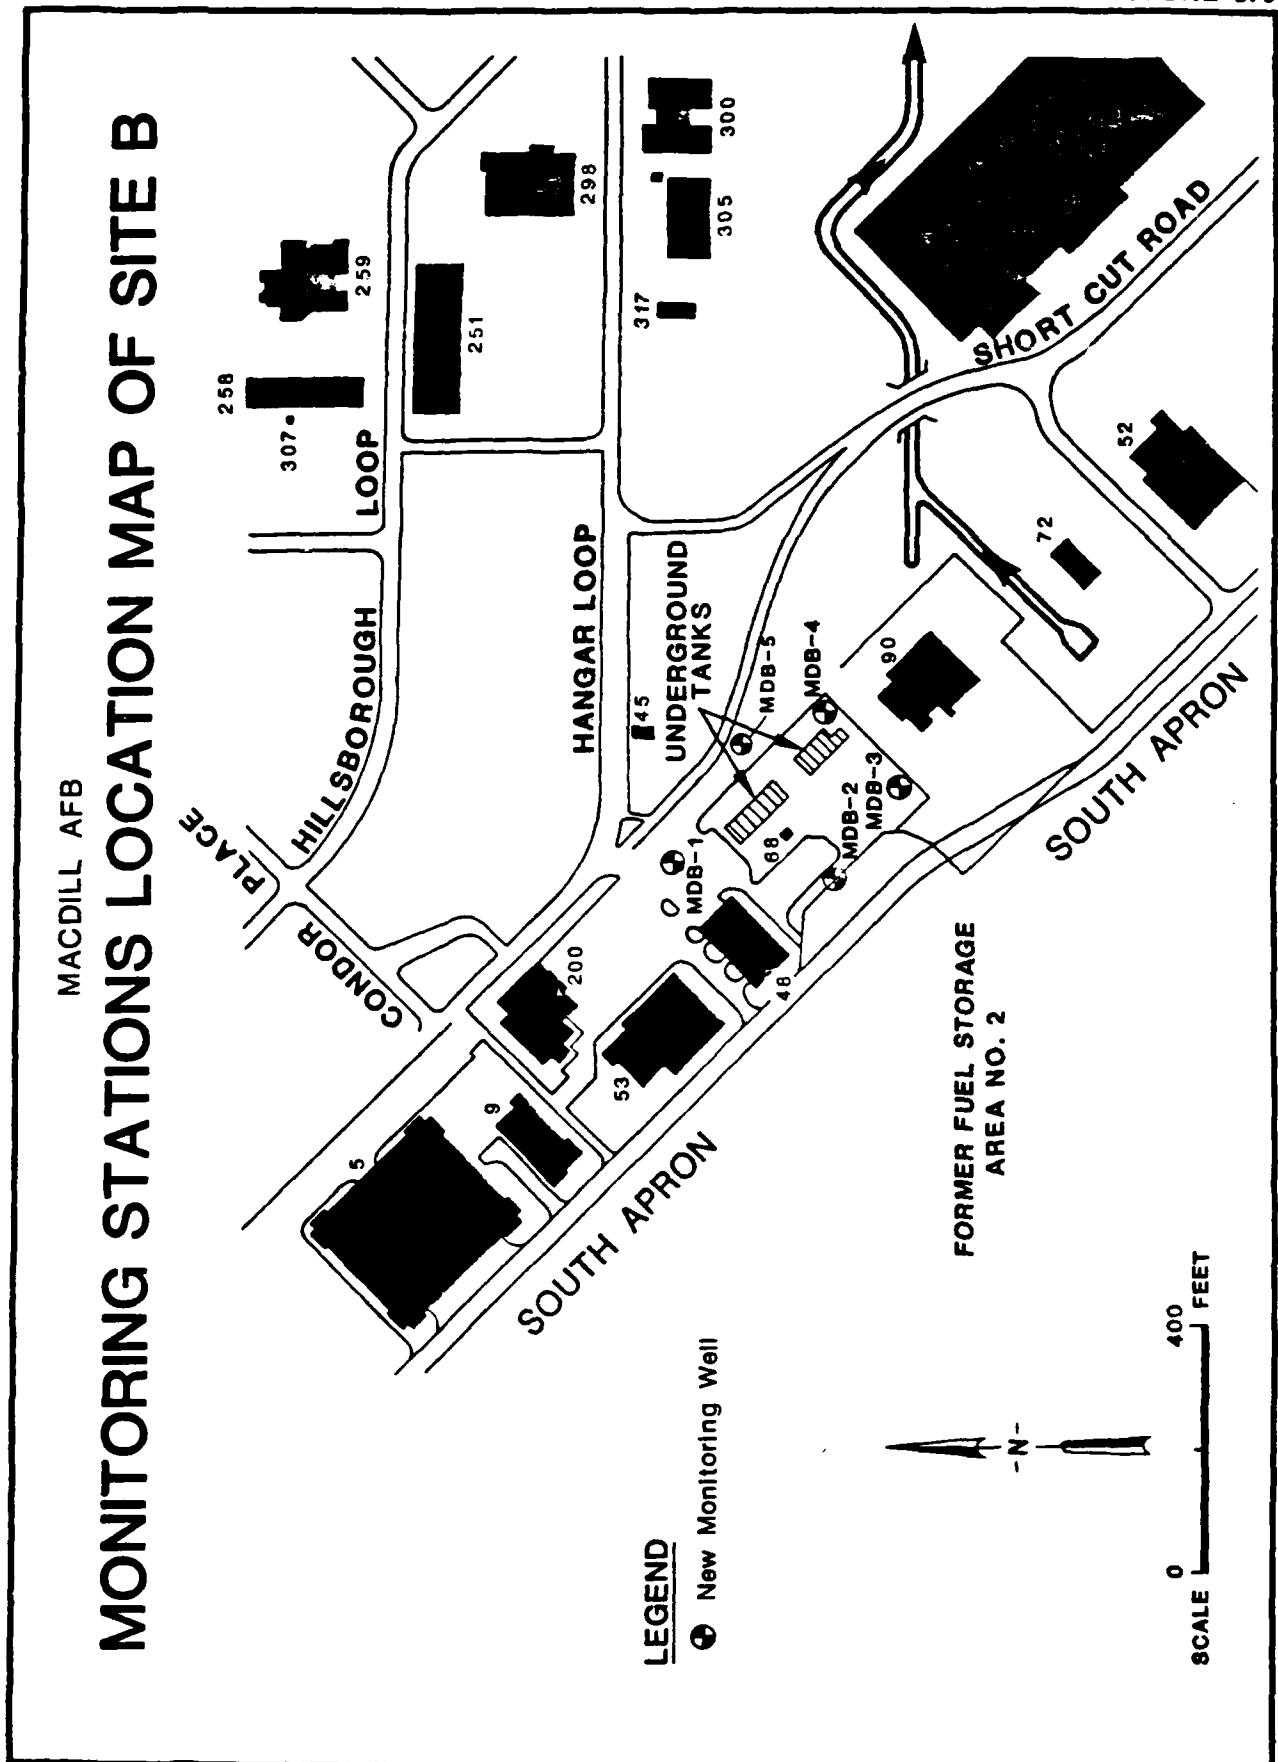 MACDILL AFB
MONITORING STATIONS LOCATION MAP OF SITE B
PLACE
CONDOR
HILLSBOROUGH
LOOP
307
258
259
251
298
HANGAR LOOP
45
UNDERGROUND
TANKS
317
305
300
5
9
200
53
48
MDB-1
68
MDB-5
MDB-4
MDB-2
MDB-3
90
72
52
SHORT CUT ROAD
SOUTH APRON
SOUTH APRON
FORMER FUEL STORAGE
AREA NO. 2
LEGEND
New Monitoring Well
-N-
0
400
SCALE
FEET